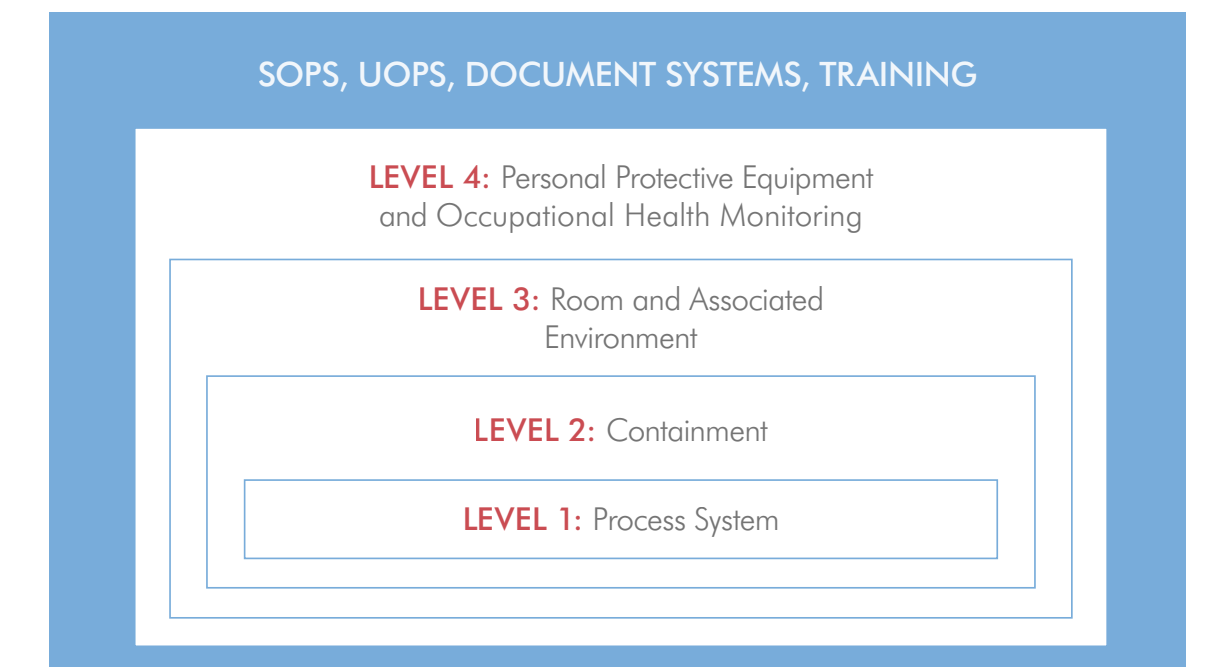 SOPS, UOPS, DOCUMENT SYSTEMS, TRAINING
LEVEL 4: Personal Protective Equipment
and Occupational Health Monitoring
LEVEL 3: Room and Associated
Environment
LEVEL 2: Containment
LEVEL 1: Process System